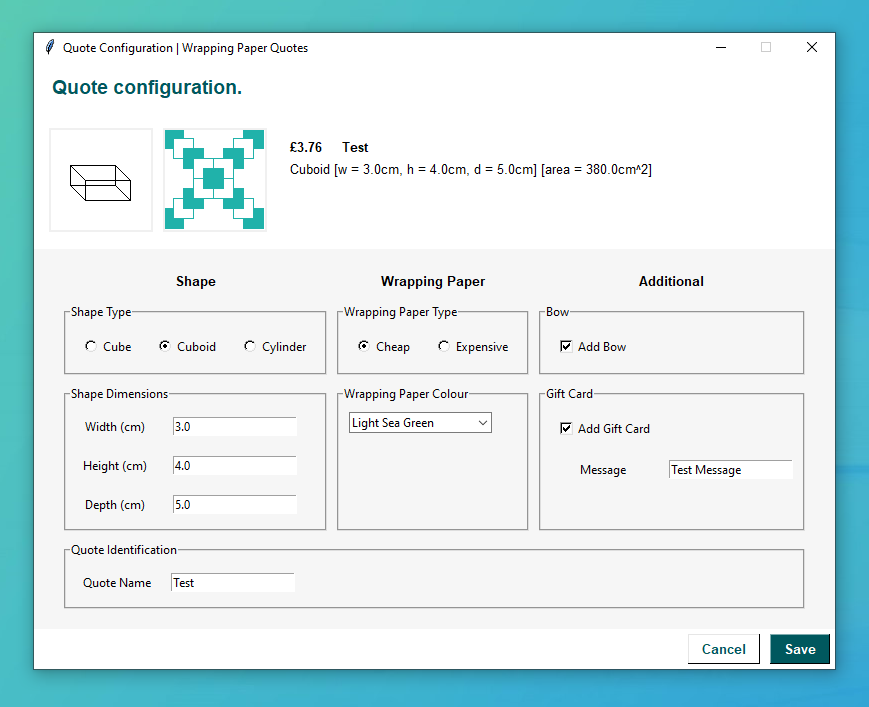 Quote Configuration | Wrapping Paper Quotes
Quote configuration.
£3.76 Test
Cuboid [w = 3.0cm, h = 4.0cm, d = 5.0cm] [area = 380.0cm^2]
Shape Wrapping Paper Additional
Shape Type Wrapping Paper Type Bow
Cube Cuboid Cylinder Cheap Expensive Add Bow
Shape Dimensions Wrapping Paper Colour Gift Card
Width (cm) 3.0 Light Sea Green Add Gift Card
Height (cm) 4.0 Message Test Message
Depth (cm) 5.0
Quote Identification
Quote Name Test
Cancel Save